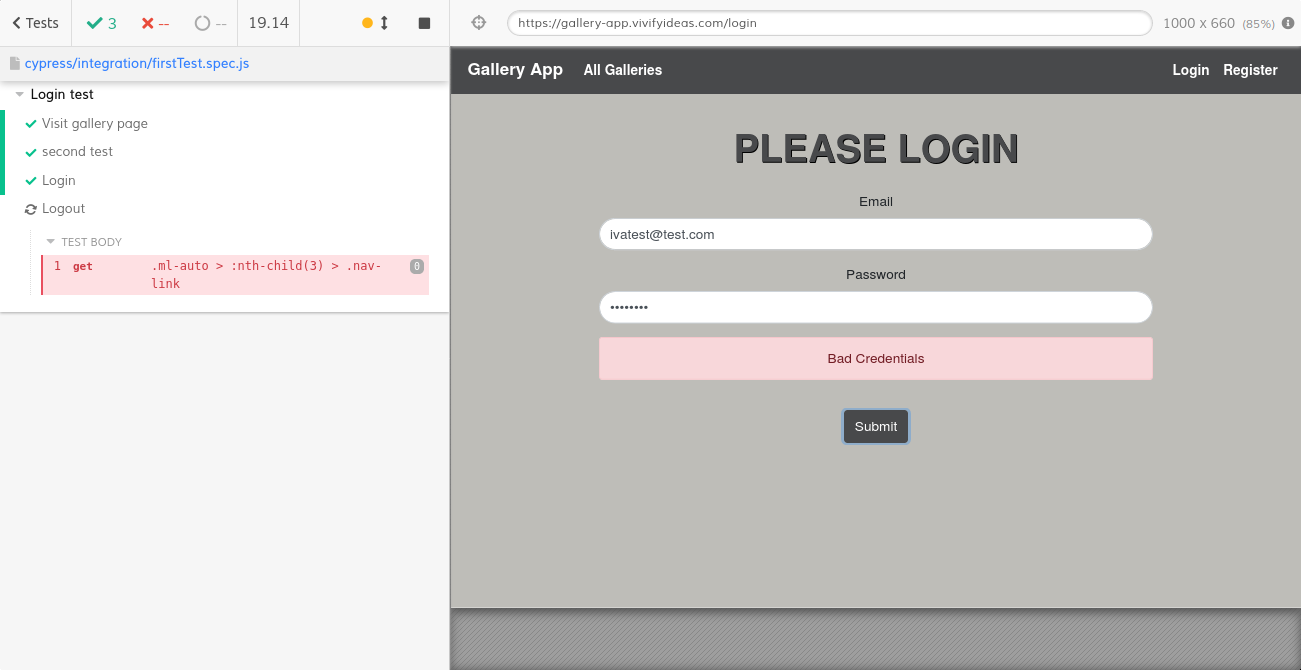 Tests 3 -- -- 19.14
https://gallery-app.vivifyideas.com/login 1000 x 660 (85%)
cypress/integration/firstTest.spec.js
Login test
Visit gallery page
second test
Login
Logout
TEST BODY
1 get .ml-auto > :nth-child(3) > .nav-
link
0
Gallery App All Galleries Login Register
PLEASE LOGIN
Email
ivatest@test.com
Password
••••••••
Bad Credentials
Submit